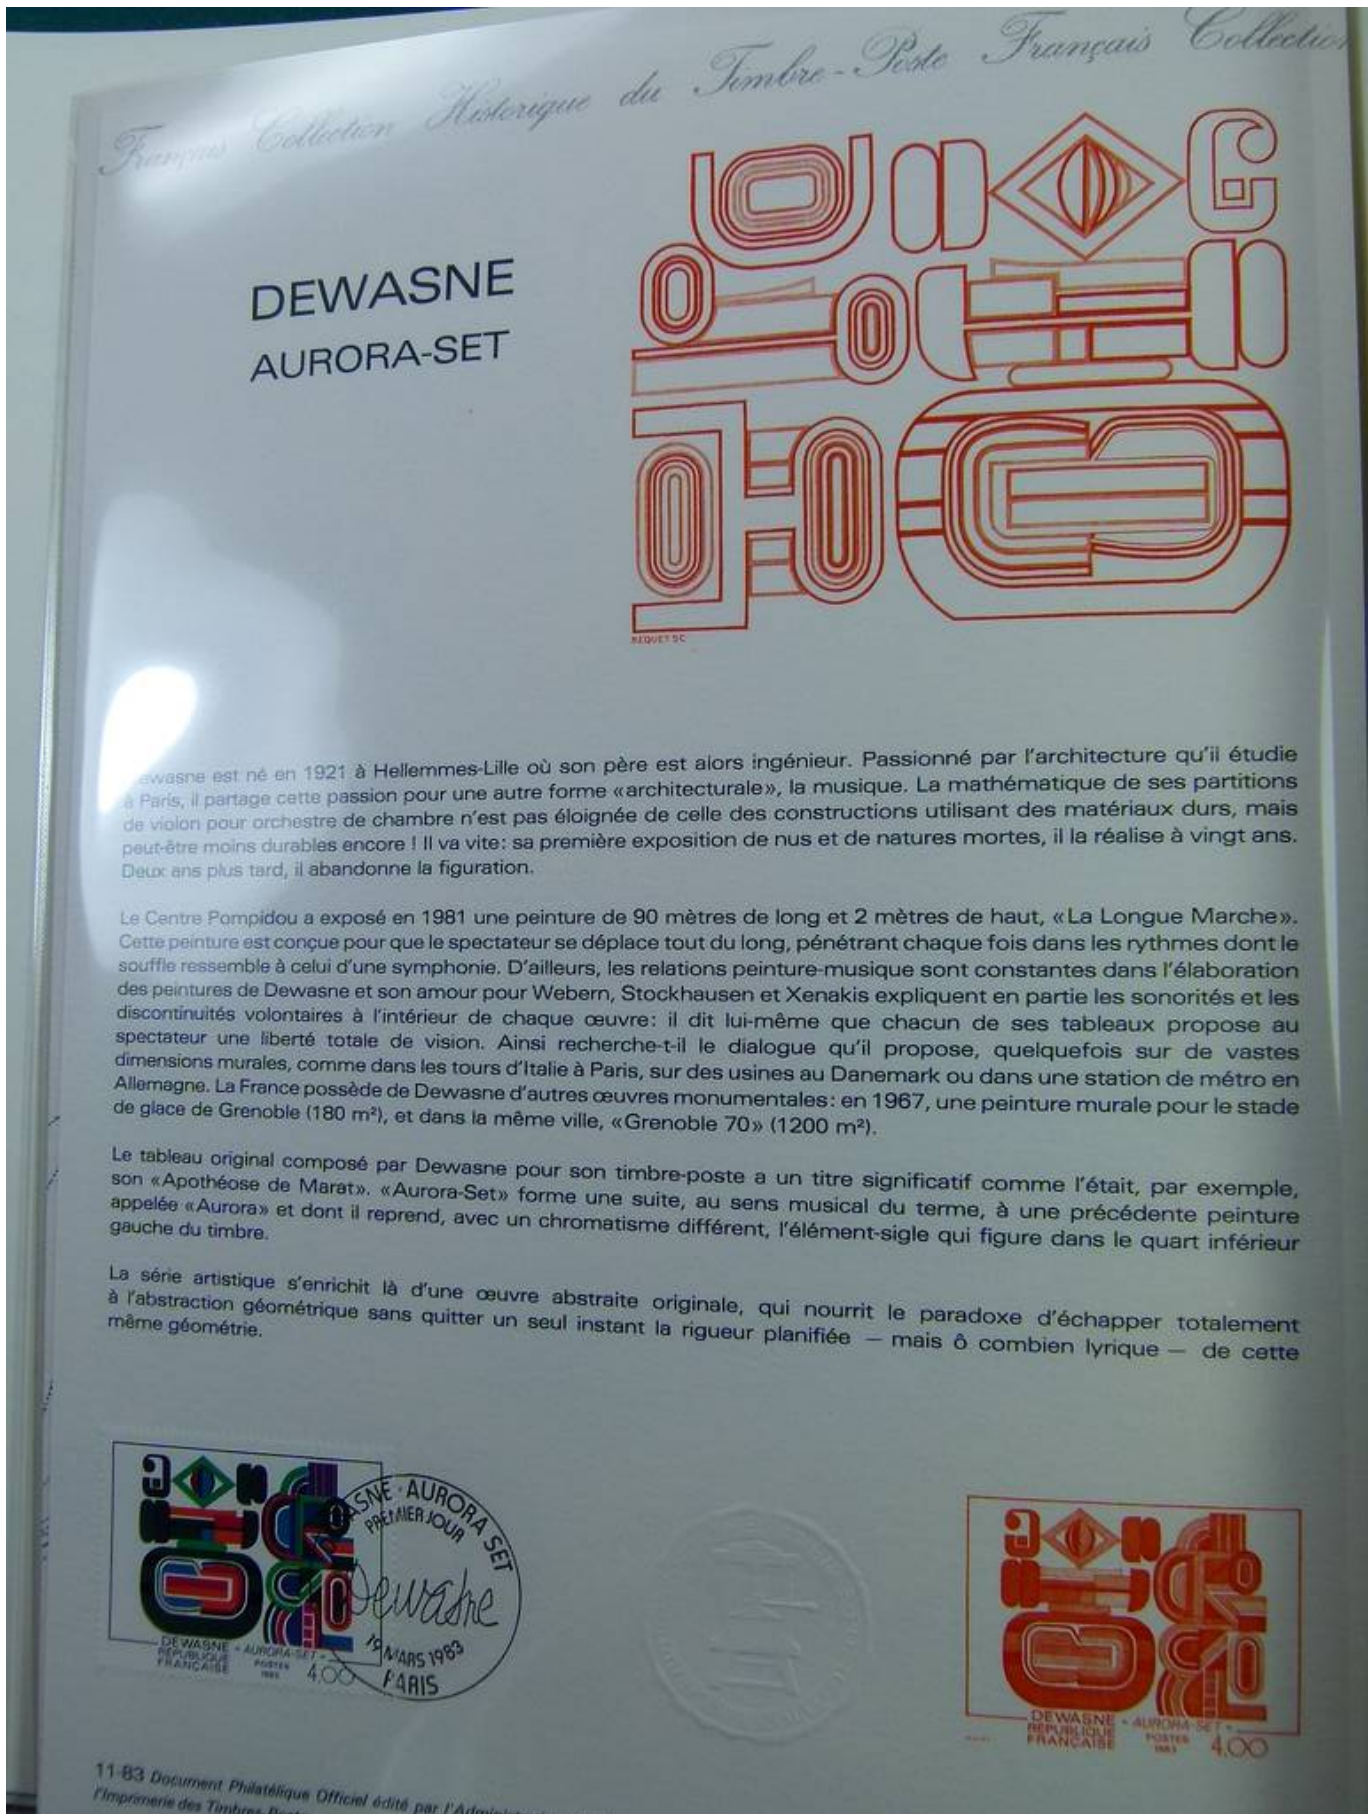 Français Collection Historique du Timbre-Poste Français Collection
DEWASNE
AURORA-SET
REQUET SC
Dewasne est né en 1921 à Hellemmes-Lille où son père est alors ingénieur. Passionné par l'architecture qu'il étudie
à Paris, il partage cette passion pour une autre forme «architecturale», la musique. La mathématique de ses partitions
de violon pour orchestre de chambre n'est pas éloignée de celle des constructions utilisant des matériaux durs, mais
peut-être moins durables encore ! Il va vite: sa première exposition de nus et de natures mortes, il la réalise à vingt ans.
Deux ans plus tard, il abandonne la figuration.
Le Centre Pompidou a exposé en 1981 une peinture de 90 mètres de long et 2 mètres de haut, «La Longue Marche».
Cette peinture est conçue pour que le spectateur se déplace tout du long, pénétrant chaque fois dans les rythmes dont le
souffle ressemble à celui d'une symphonie. D'ailleurs, les relations peinture-musique sont constantes dans l'élaboration
des peintures de Dewasne et son amour pour Webern, Stockhausen et Xenakis expliquent en partie les sonorités et les
discontinuités volontaires à l'intérieur de chaque œuvre: il dit lui-même que chacun de ses tableaux propose au
spectateur une liberté totale de vision. Ainsi recherche-t-il le dialogue qu'il propose, quelquefois sur de vastes
dimensions murales, comme dans les tours d'Italie à Paris, sur des usines au Danemark ou dans une station de métro en
Allemagne. La France possède de Dewasne d'autres œuvres monumentales: en 1967, une peinture murale pour le stade
de glace de Grenoble (180 m²), et dans la même ville, «Grenoble 70» (1200 m²).
Le tableau original composé par Dewasne pour son timbre-poste a un titre significatif comme l'était, par exemple,
son «Apothéose de Marat». «Aurora-Set» forme une suite, au sens musical du terme, à une précédente peinture
appelée «Aurora» et dont il reprend, avec un chromatisme différent, l'élément-sigle qui figure dans le quart inférieur
gauche du timbre.
La série artistique s'enrichit là d'une œuvre abstraite originale, qui nourrit le paradoxe d'échapper totalement
à l'abstraction géométrique sans quitter un seul instant la rigueur planifiée — mais ô combien lyrique — de cette
même géométrie.
DEWASNE - AURORA SET
PREMIER JOUR
Dewasne
19 MARS 1983
PARIS
DEWASNE - AURORA-SET -
RÉPUBLIQUE
FRANÇAISE
POSTES
1983
4,00
DEWASNE - AURORA-SET -
RÉPUBLIQUE
FRANÇAISE
POSTES
1983
4,00
11-83 Document Philatélique Officiel édité par
l'Imprimerie des Timbres